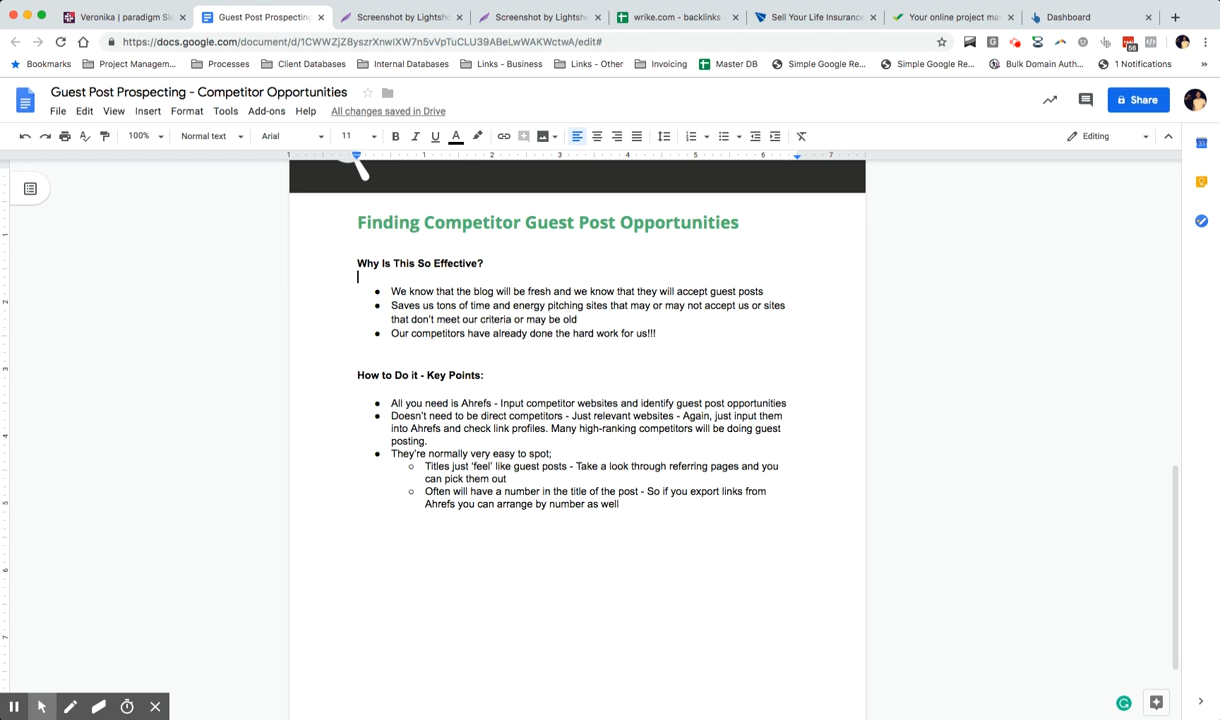 Veronika | paradigm Sl
Guest Post Prospecting
Screenshot by Lightsh
Screenshot by Lightsh
wrike.com - backlinks -
Sell Your Life Insuranc
Your online project ma
Dashboard
https://docs.google.com/document/d/1CWWZjZ8yszrXnwIXW7n5vVpTuCLU39ABeLwWAKWctwA/edit#
Bookmarks
Project Managem...
Processes
Client Databases
Internal Databases
Links - Business
Links - Other
Invoicing
Master DB
Simple Google Re...
Simple Google Re...
Bulk Domain Auth...
1 Notifications
»
Guest Post Prospecting - Competitor Opportunities
File Edit View Insert Format Tools Add-ons Help All changes saved in Drive
Share
100% Normal text Arial 11 B I U A Editing
1 1 2 3 4 5 6 7
Finding Competitor Guest Post Opportunities
Why Is This So Effective?
● We know that the blog will be fresh and we know that they will accept guest posts
● Saves us tons of time and energy pitching sites that may or may not accept us or sites
that don't meet our criteria or may be old
● Our competitors have already done the hard work for us!!!
How to Do it - Key Points:
● All you need is Ahrefs - Input competitor websites and identify guest post opportunities
● Doesn't need to be direct competitors - Just relevant websites - Again, just input them
into Ahrefs and check link profiles. Many high-ranking competitors will be doing guest
posting.
● They're normally very easy to spot;
○ Titles just 'feel' like guest posts - Take a look through referring pages and you
can pick them out
○ Often will have a number in the title of the post - So if you export links from
Ahrefs you can arrange by number as well